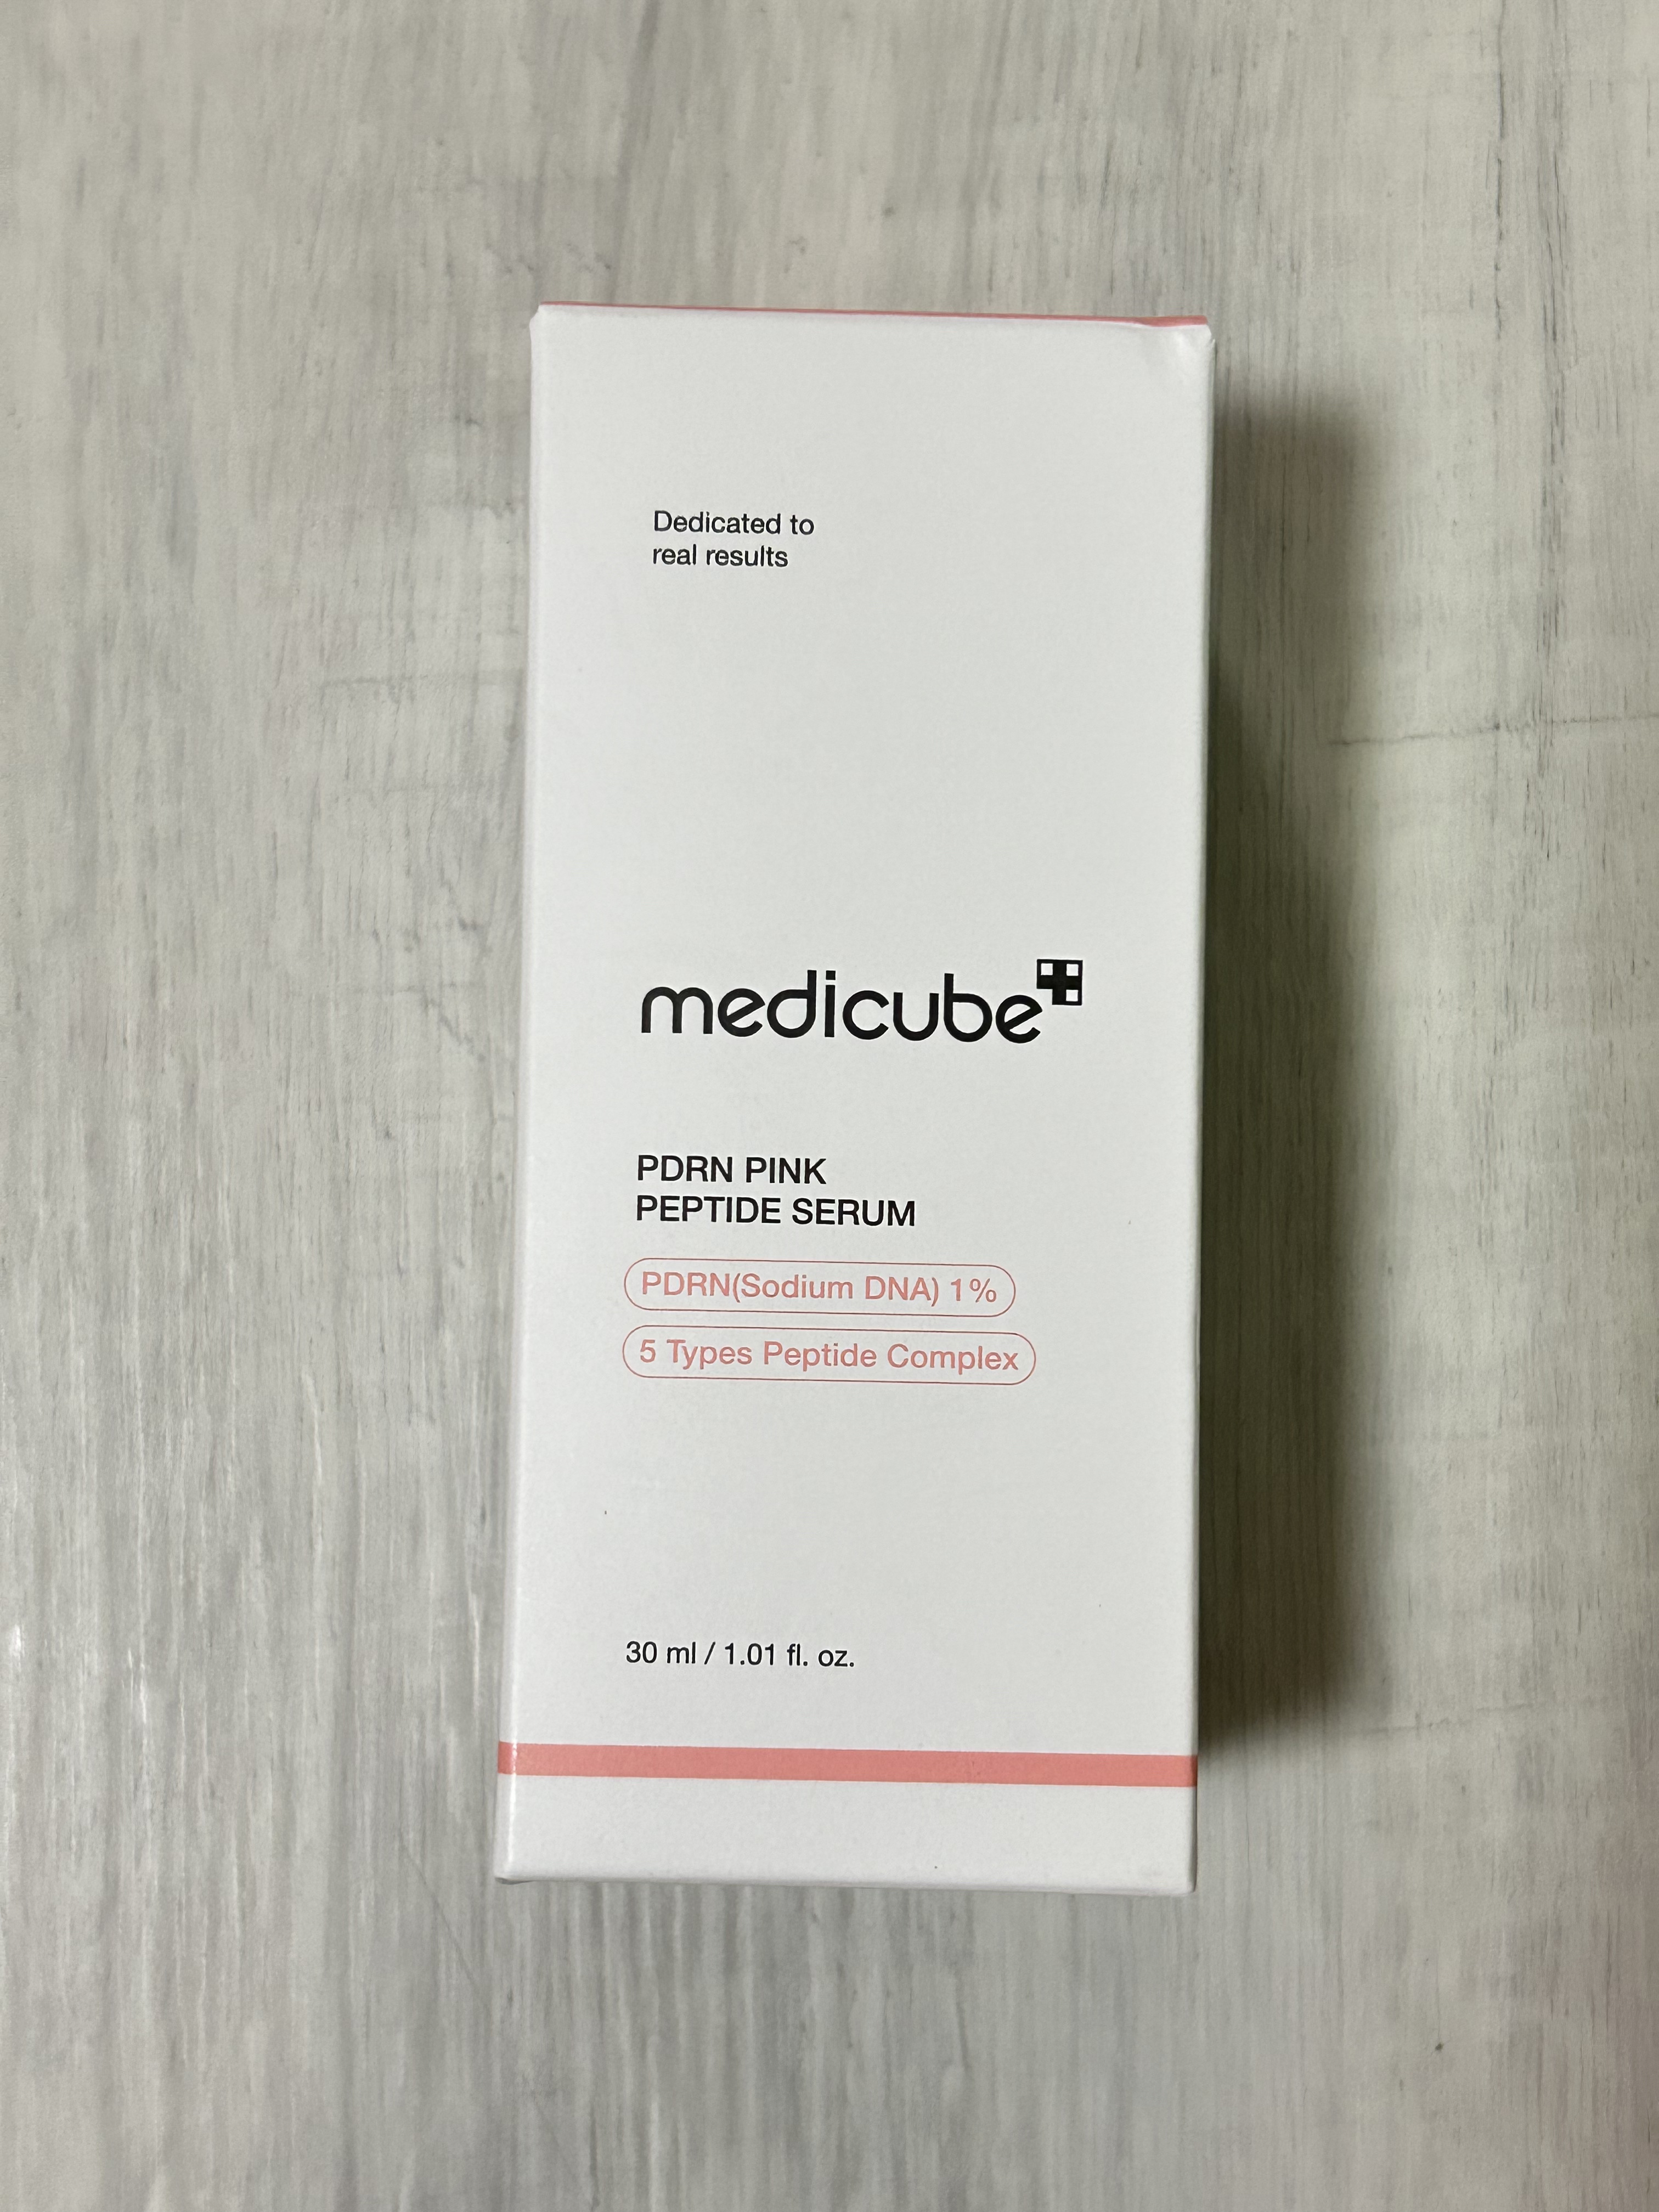 Dedicated to
real results
medicube
PDRN PINK
PEPTIDE SERUM
PDRN(Sodium DNA) 1%
5 Types Peptide Complex
30 ml / 1.01 fl. oz.